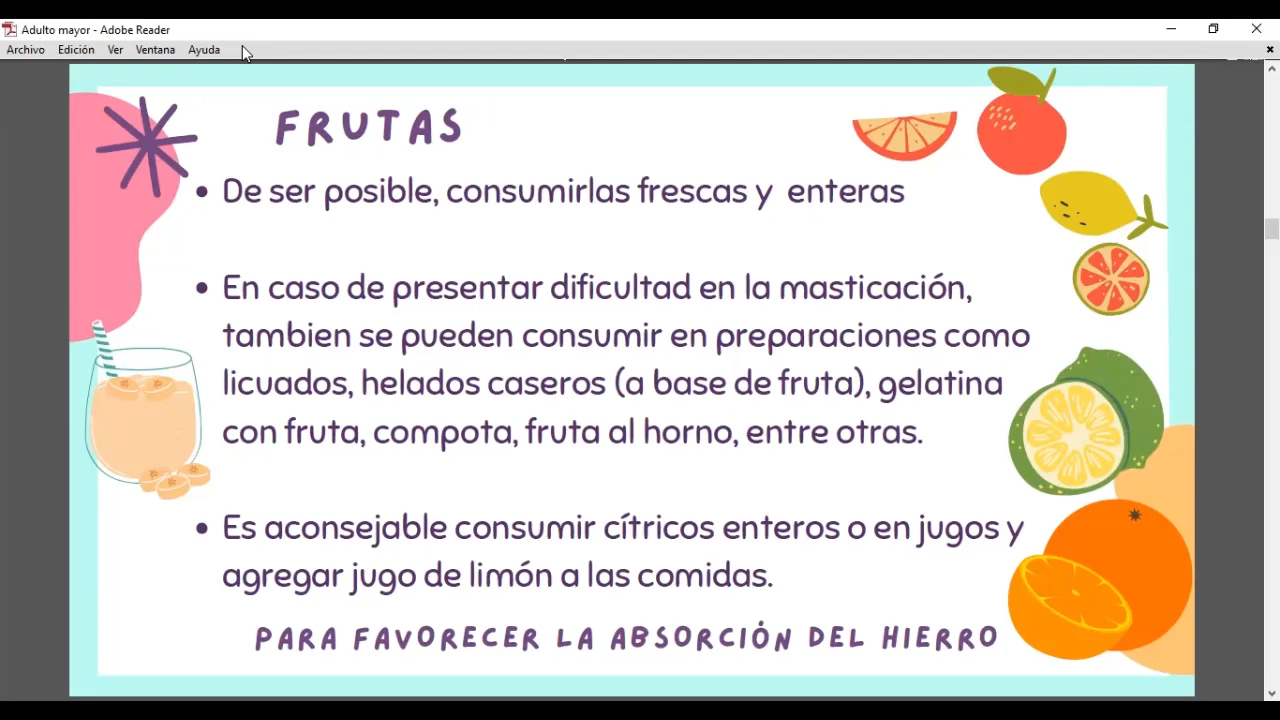 Adulto mayor - Adobe Reader
Archivo Edición Ver Ventana Ayuda
FRUTAS
• De ser posible, consumirlas frescas y enteras
• En caso de presentar dificultad en la masticación,
tambien se pueden consumir en preparaciones como
licuados, helados caseros (a base de fruta), gelatina
con fruta, compota, fruta al horno, entre otras.
• Es aconsejable consumir cítricos enteros o en jugos y
agregar jugo de limón a las comidas.
PARA FAVORECER LA ABSORCIÓN DEL HIERRO